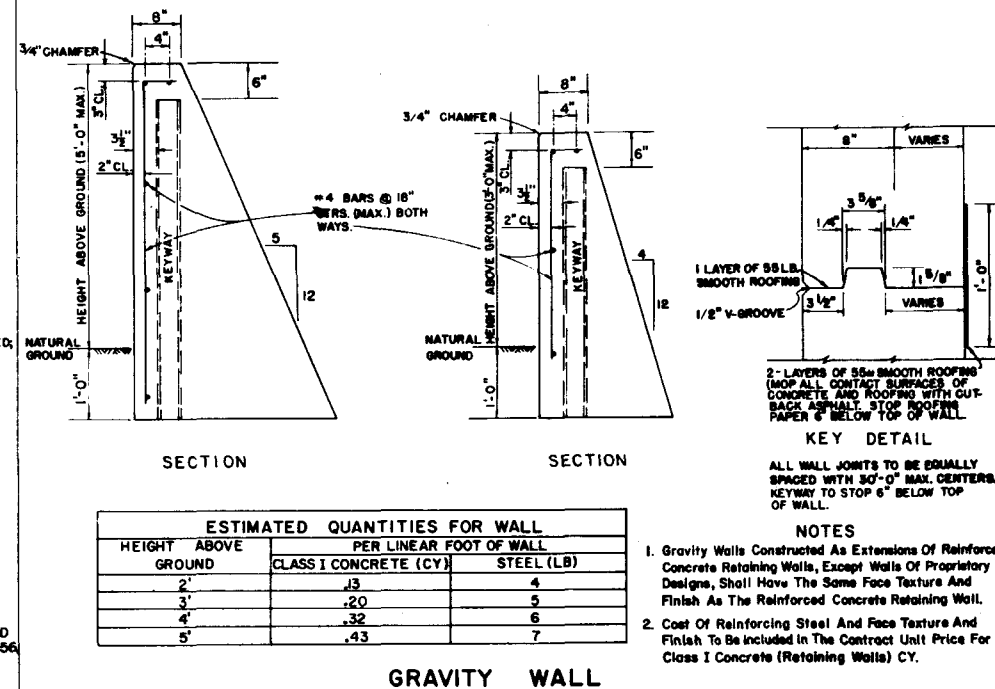 8"
4"
3/4" CHAMFER
6"
3" CL.
HEIGHT ABOVE GROUND (5'-0" MAX.)
3½"
2" CL.
KEYWAY
5
12
NATURAL
GROUND
1'-0"
SECTION
#4 BARS @ 18"
CTRS. (MAX.) BOTH
WAYS.
8"
4"
3/4" CHAMFER
6"
3" CL.
HEIGHT ABOVE GROUND (3'-0" MAX.)
3½"
2" CL.
KEYWAY
4
12
NATURAL
GROUND
1'-0"
SECTION
8"
VARIES
3 5/8"
1/4"
1/4"
1 LAYER OF 55 LB.
SMOOTH ROOFING
1 5/8"
1'-0"
1/2" V-GROOVE
3 1/2"
VARIES
2-LAYERS OF 55# SMOOTH ROOFING
(MOP ALL CONTACT SURFACES OF
CONCRETE AND ROOFING WITH CUT-
BACK ASPHALT. STOP ROOFING
PAPER 6" BELOW TOP OF WALL
KEY DETAIL
ALL WALL JOINTS TO BE EQUALLY
SPACED WITH 30'-0" MAX. CENTERS.
KEYWAY TO STOP 6" BELOW TOP
OF WALL.
ESTIMATED QUANTITIES FOR WALL
HEIGHT ABOVE GROUND
PER LINEAR FOOT OF WALL
CLASS I CONCRETE (CY) STEEL (LB)
2' .13 4
3' .20 5
4' .32 6
5' .43 7
NOTES
1. Gravity Walls Constructed As Extensions Of Reinforce
Concrete Retaining Walls, Except Walls Of Proprietary
Designs, Shall Have The Same Face Texture And
Finish As The Reinforced Concrete Retaining Wall.
2. Cost Of Reinforcing Steel And Face Texture And
Finish To Be Included In The Contract Unit Price For
Class I Concrete (Retaining Walls) CY.
GRAVITY WALL
ED;
D
56